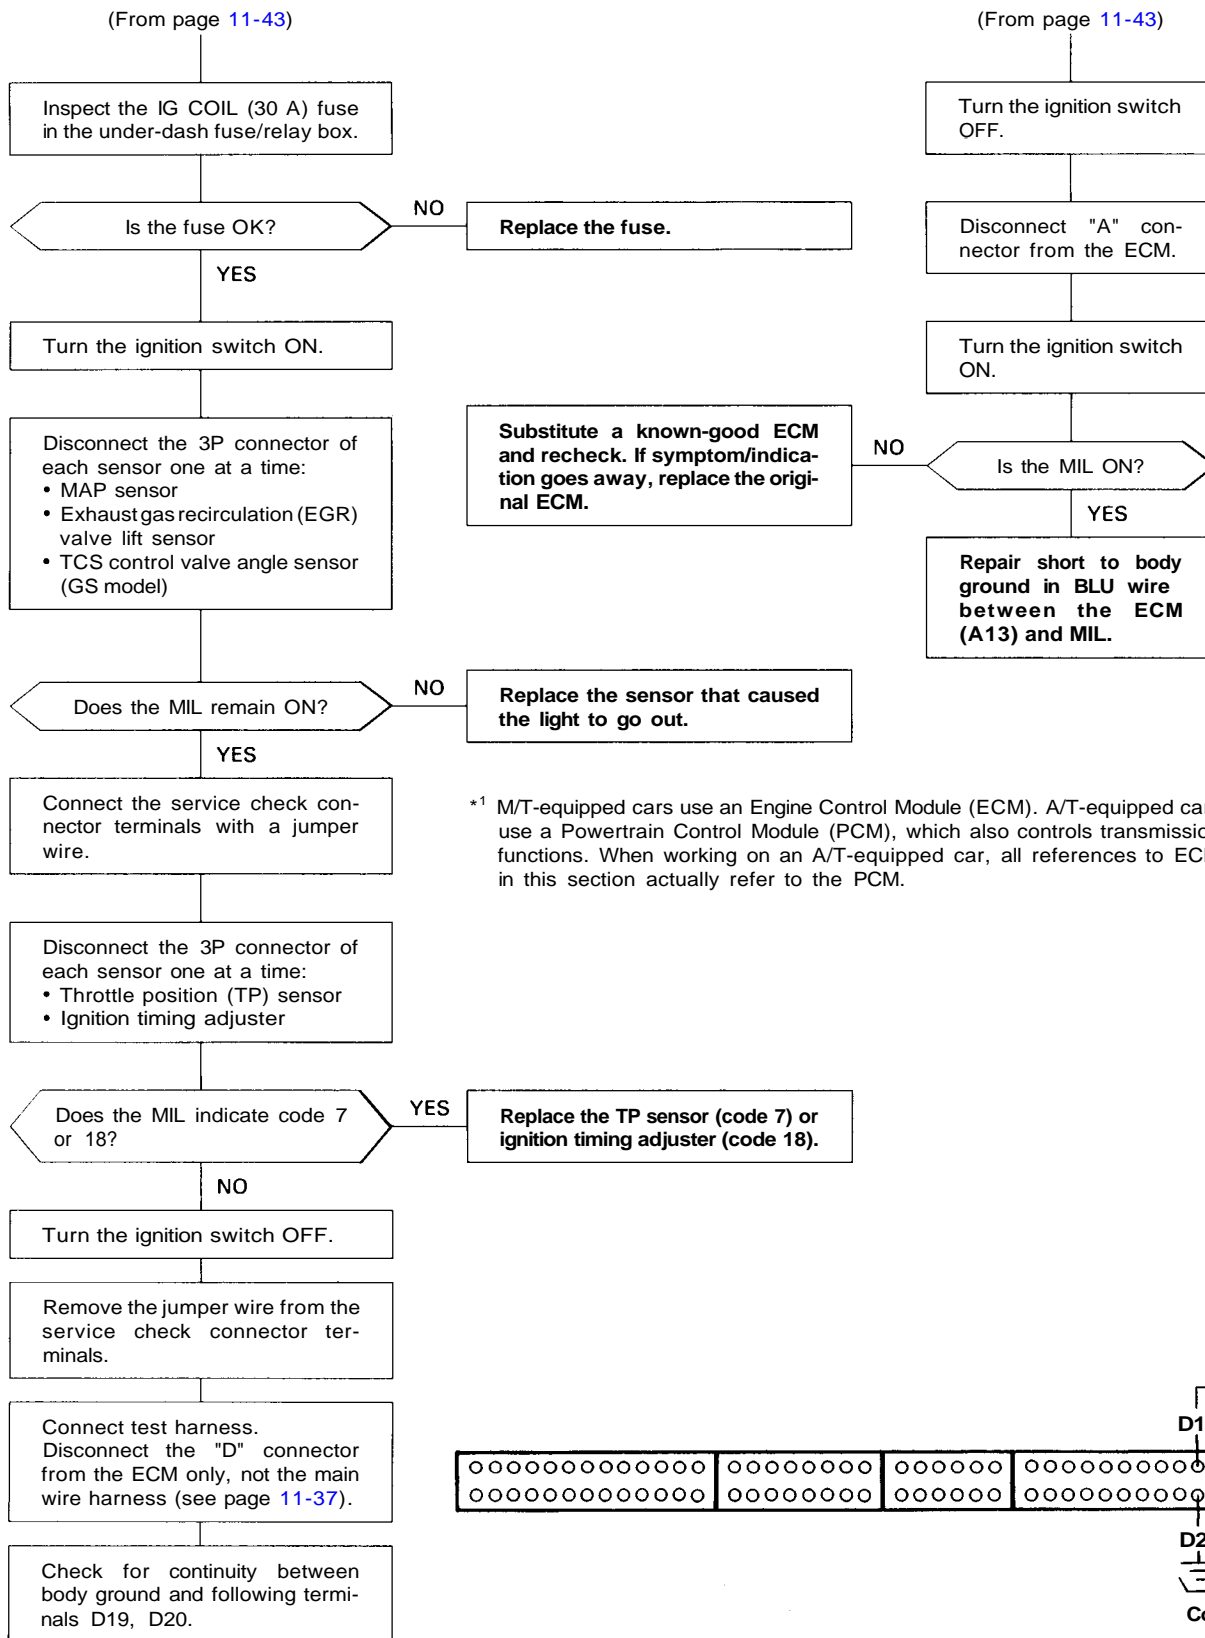 (From page 11-43)
Inspect the IG COIL (30 A) fuse
in the under-dash fuse/relay box.
Is the fuse OK?
NO
Replace the fuse.
YES
Turn the ignition switch ON.
Disconnect the 3P connector of
each sensor one at a time:
• MAP sensor
• Exhaust gas recirculation (EGR)
valve lift sensor
• TCS control valve angle sensor
(GS model)
Does the MIL remain ON?
NO
Replace the sensor that caused
the light to go out.
YES
Connect the service check con-
nector terminals with a jumper
wire.
Disconnect the 3P connector of
each sensor one at a time:
• Throttle position (TP) sensor
• Ignition timing adjuster
Does the MIL indicate code 7
or 18?
YES
Replace the TP sensor (code 7) or
ignition timing adjuster (code 18).
NO
Turn the ignition switch OFF.
Remove the jumper wire from the
service check connector ter-
minals.
Connect test harness.
Disconnect the "D" connector
from the ECM only, not the main
wire harness (see page 11-37).
Check for continuity between
body ground and following termi-
nals D19, D20.
(From page 11-43)
Turn the ignition switch
OFF.
Disconnect "A" con-
nector from the ECM.
Turn the ignition switch
ON.
Is the MIL ON?
NO
Substitute a known-good ECM
and recheck. If symptom/indica-
tion goes away, replace the origi-
nal ECM.
YES
Repair short to body
ground in BLU wire
between the ECM
(A13) and MIL.
*1 M/T-equipped cars use an Engine Control Module (ECM). A/T-equipped
use a Powertrain Control Module (PCM), which also controls
functions. When working on an A/T-equipped car, all references to
in this section actually refer to the PCM.